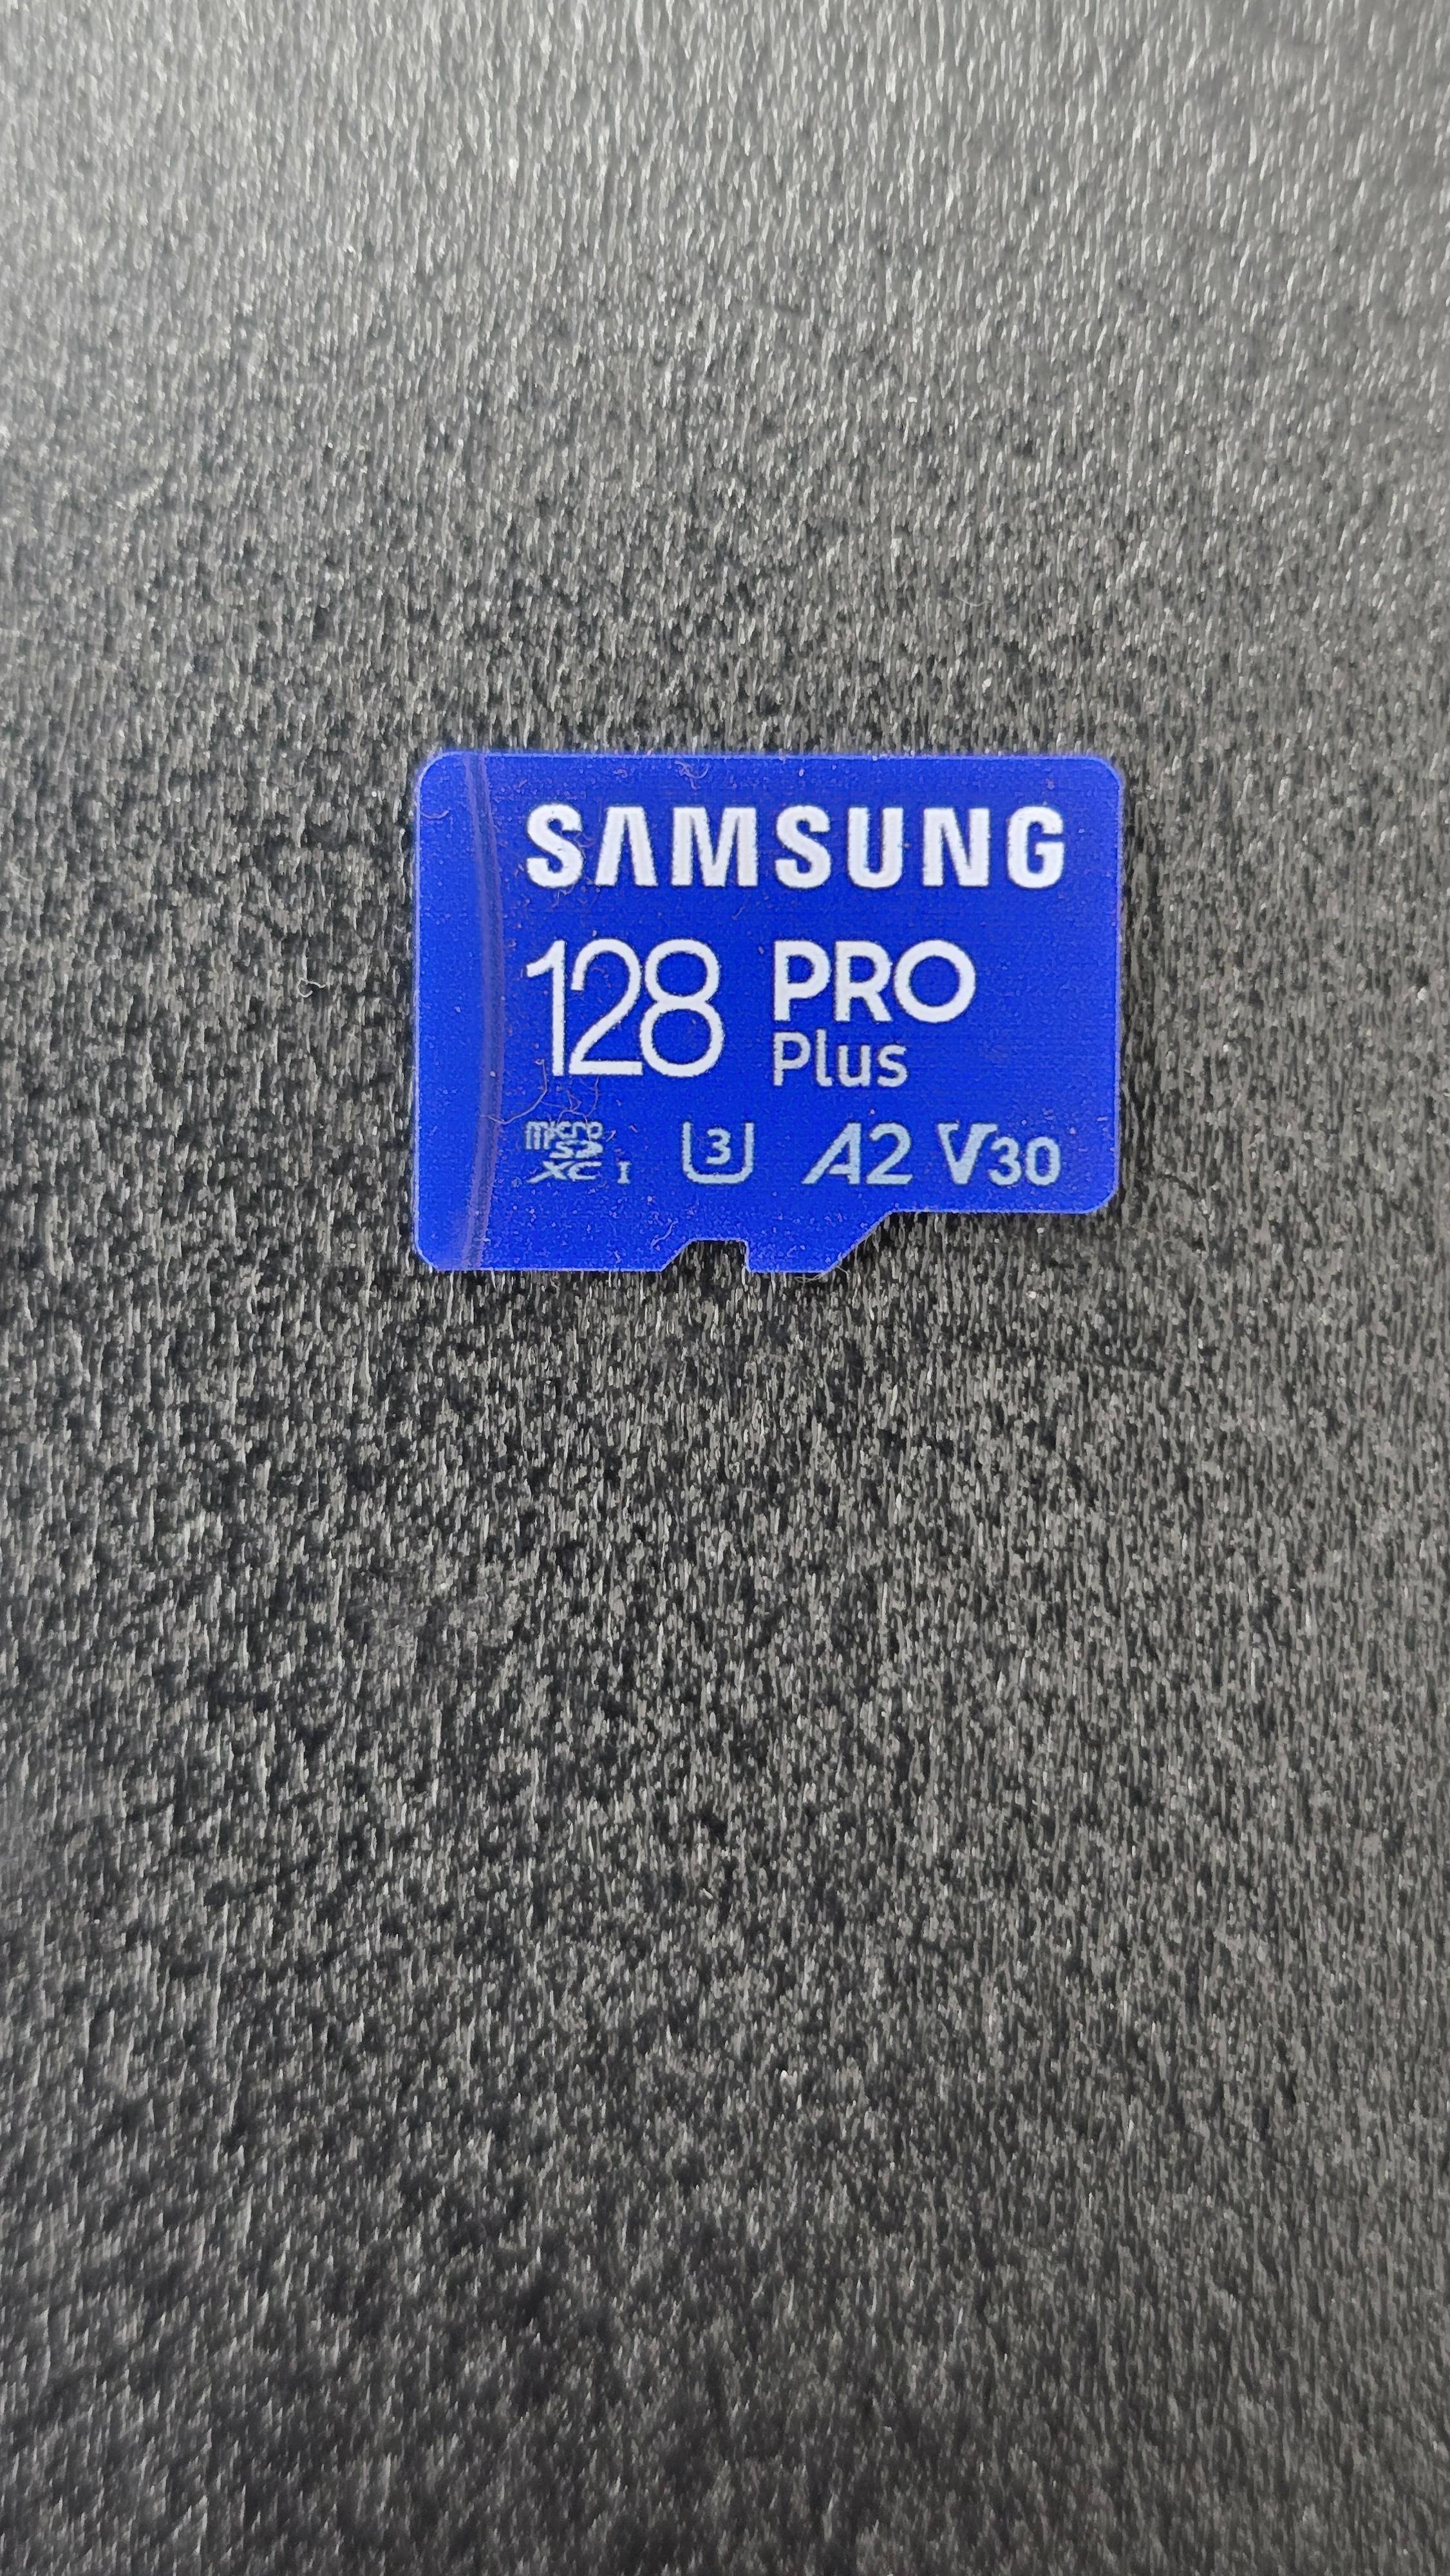 SAMSUNG
128 PRO
Plus
micro
SD
XC I 3 A2 V30